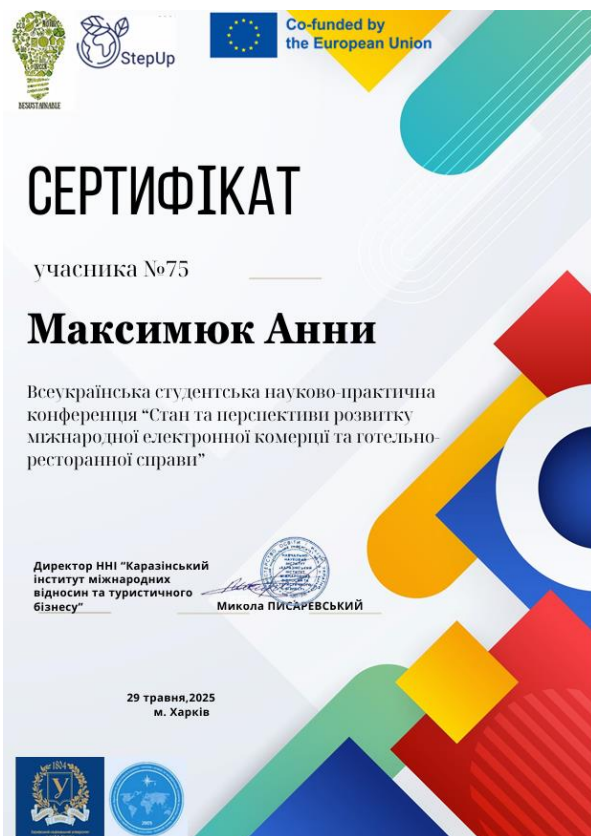 BESUSTAINABLE
StepUp
Co-funded by
the European Union
СЕРТИФІКАТ
учасника №75
Максимюк Анни
Всеукраїнська студентська науково-практична
конференція “Стан та перспективи розвитку
міжнародної електронної комерції та готельно-
ресторанної справи”
Директор ННІ “Каразінський
інститут міжнародних
відносин та туристичного
бізнесу”
Микола ПИСАРЕВСЬКИЙ
29 травня,2025
м. Харків
1804
У